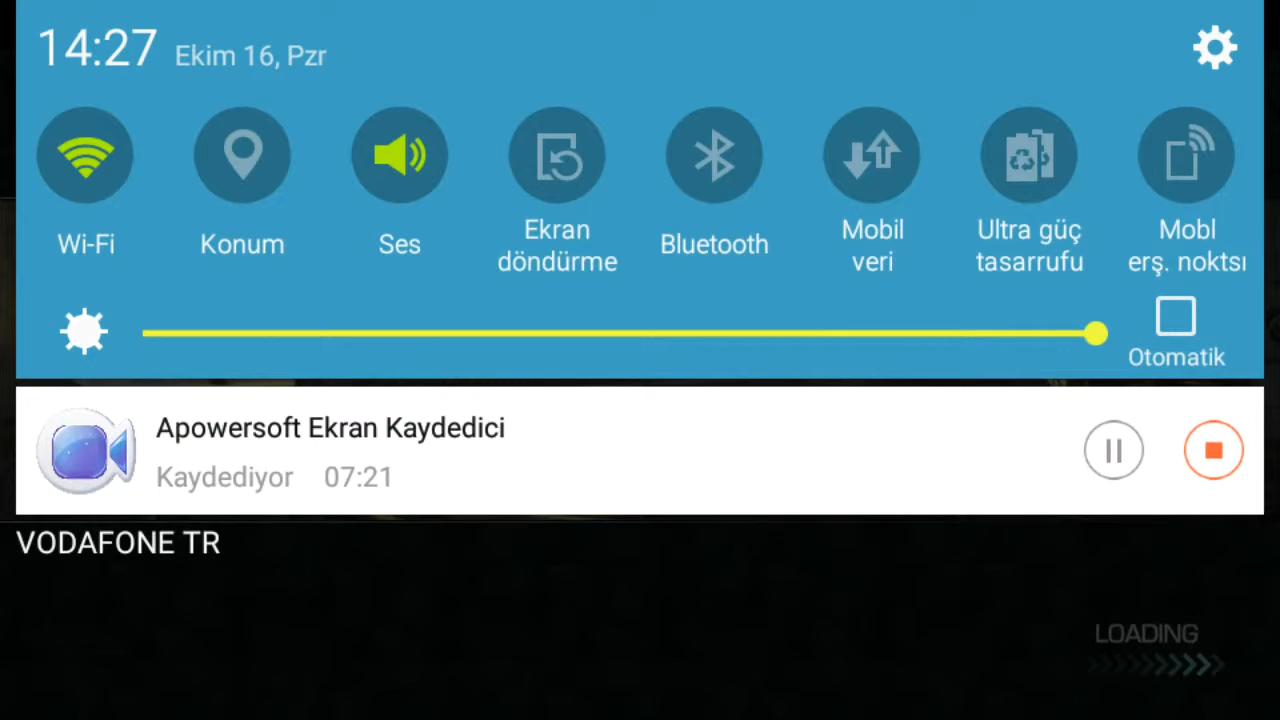 14:27 Ekim 16, Pzr
Wi-Fi
Konum
Ses
Ekran
döndürme
Bluetooth
Mobil
veri
Ultra güç
tasarrufu
Mobl
erş. noktsı
Otomatik
Apowersoft Ekran Kaydedici
Kaydediyor 07:21
VODAFONE TR
LOADING